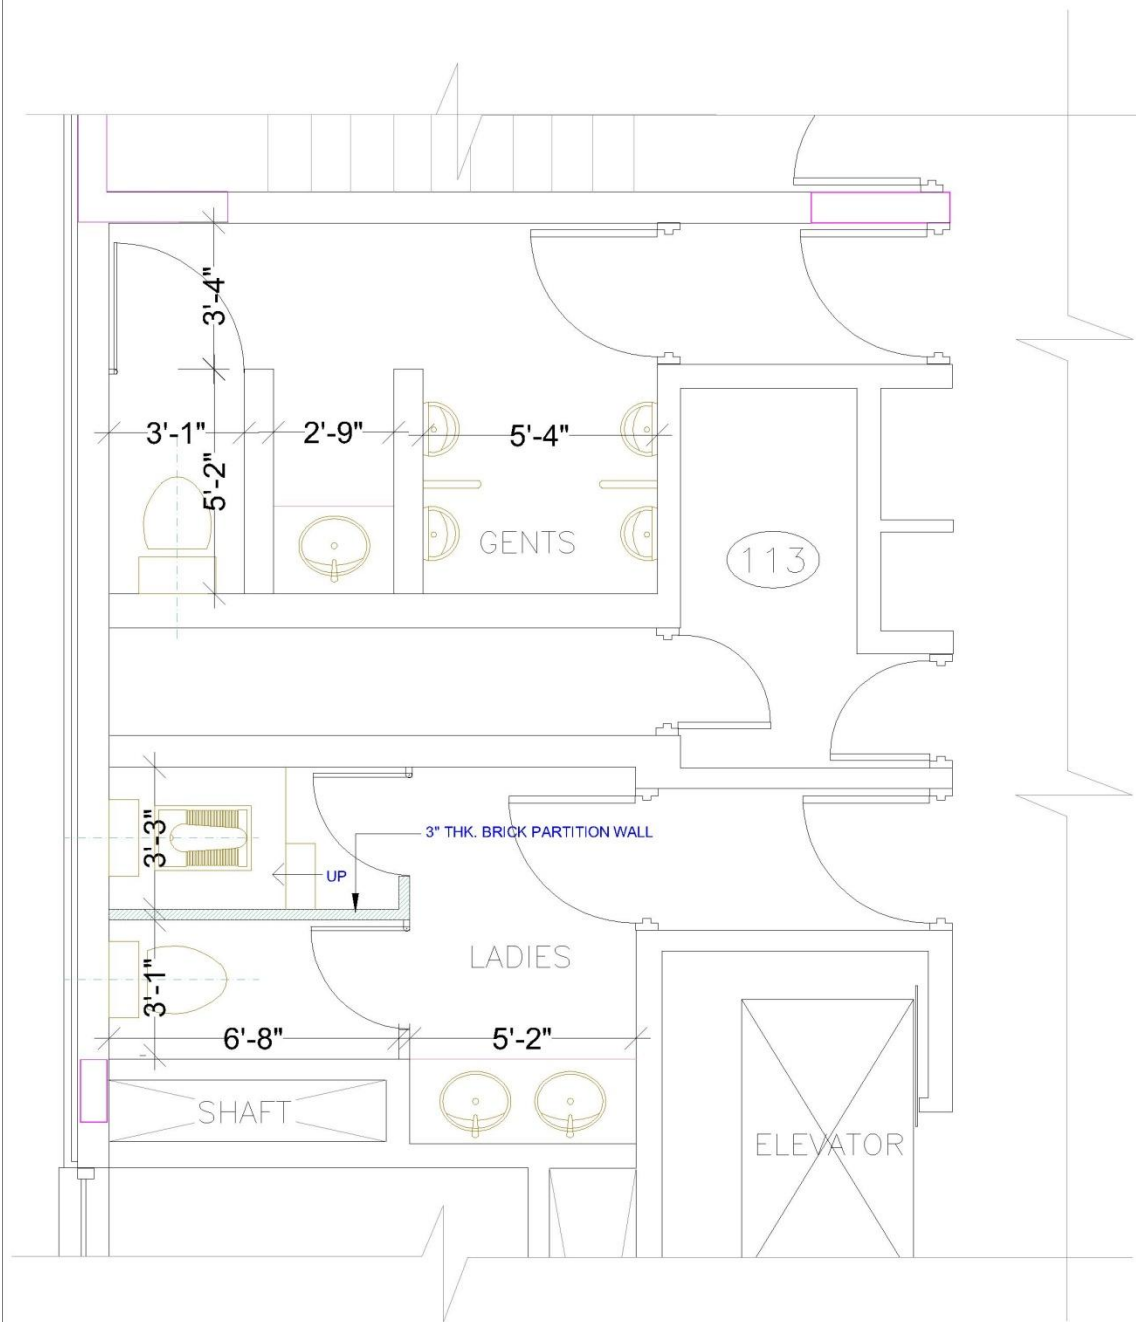 3'-4"
3'-1"
2'-9"
5'-4"
5'-2"
GENTS
113
3'-3"
3" THK. BRICK PARTITION WALL
UP
LADIES
3'-1"
6'-8"
5'-2"
SHAFT
ELEVATOR